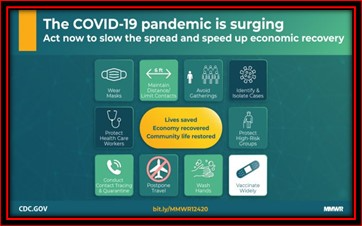 The COVID-19 pandemic is surging
Act now to slow the spread and speed up economic recovery
Wear
Masks
6 ft
Maintain
Distance/
Limit Contacts
Avoid
Gatherings
Identify &
Isolate Cases
Protect
Health Care
Workers
Lives saved
Economy recovered
Community life restored
Protect
High-Risk
Groups
Conduct
Contact Tracing
& Quarantine
Postpone
Travel
Wash
Hands
Vaccinate
Widely
CDC.GOV
bit.ly/MMWR12420
MMWR